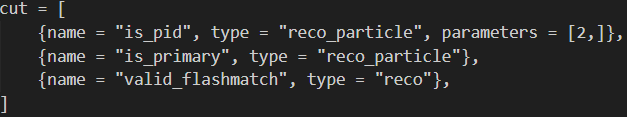 cut = [
    {name = "is_pid", type = "reco_particle", parameters = [2,]},
    {name = "is_primary", type = "reco_particle"},
    {name = "valid_flashmatch", type = "reco"},
]